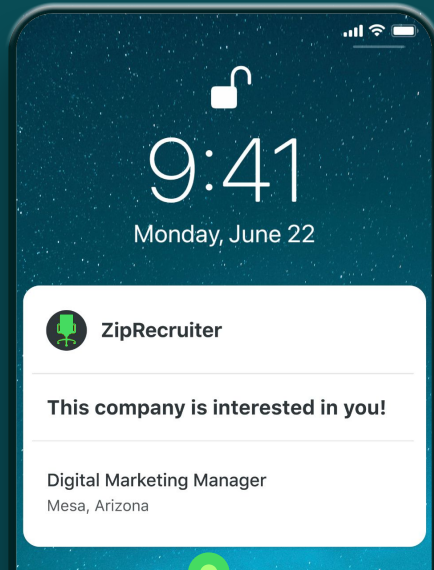 9:41
Monday, June 22
ZipRecruiter
This company is interested in you!
Digital Marketing Manager
Mesa, Arizona